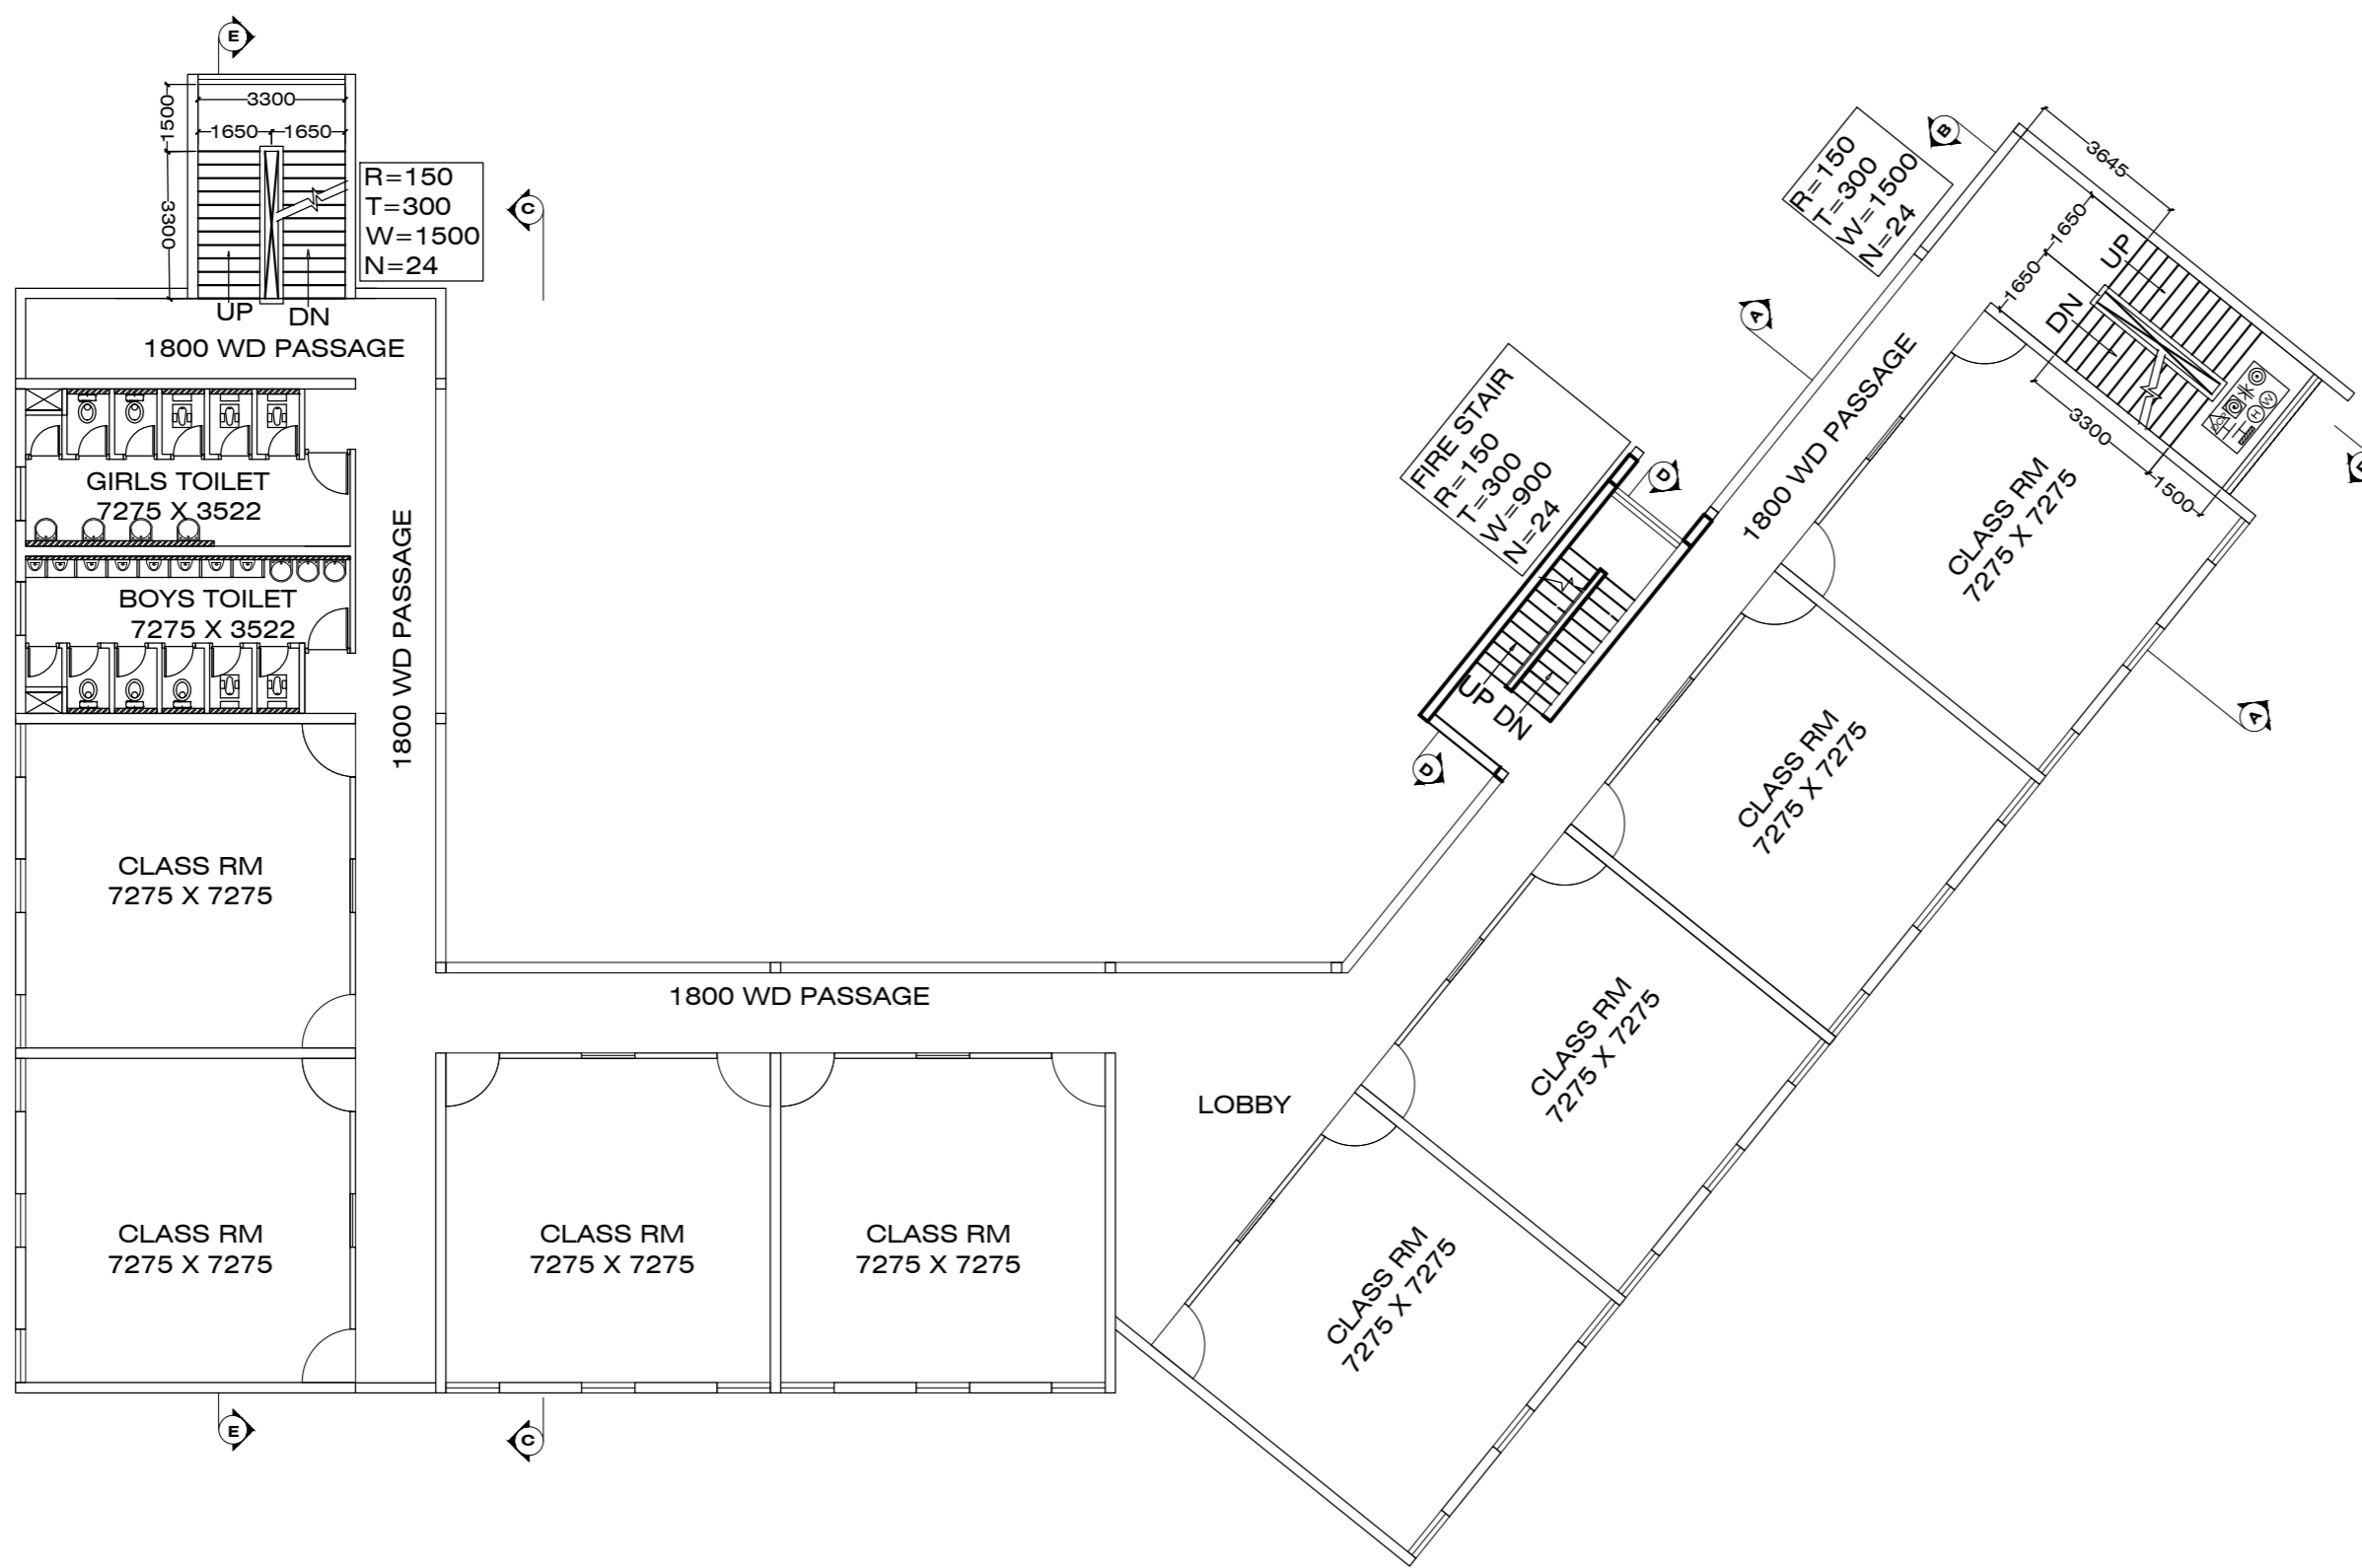 E
3300
1500
1650
1650
3300
R=150
T=300
W=1500
N=24
C
UP
DN
1800 WD PASSAGE
GIRLS TOILET
7275 X 3522
BOYS TOILET
7275 X 3522
1800 WD PASSAGE
CLASS RM
7275 X 7275
CLASS RM
7275 X 7275
E
C
1800 WD PASSAGE
CLASS RM
7275 X 7275
CLASS RM
7275 X 7275
LOBBY
FIRE STAIR
R=150
T=300
W=900
N=24
D
UP
DN
D
R=150
T=300
W=1500
N=24
B
A
3645
1650
1650
UP
DN
3300
1500
DCP
H
W
1800 WD PASSAGE
CLASS RM
7275 X 7275
A
CLASS RM
7275 X 7275
CLASS RM
7275 X 7275
CLASS RM
7275 X 7275